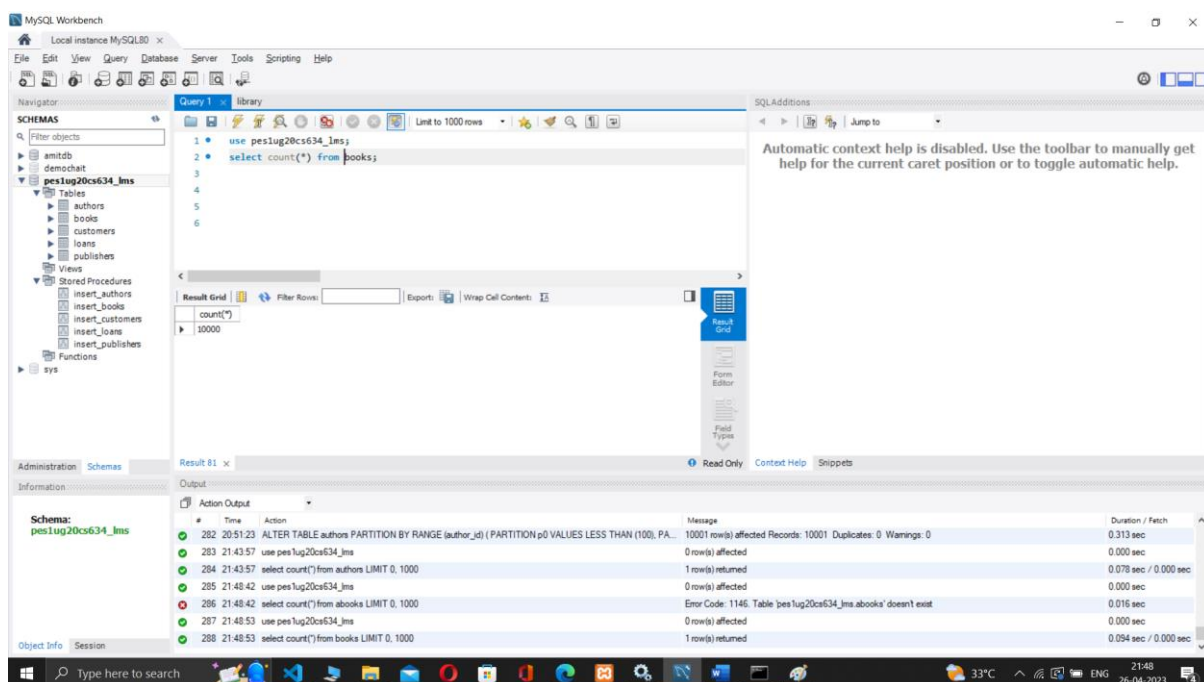 MySQL Workbench
Local instance MySQL80 ×
File Edit View Query Database Server Tools Scripting Help
Navigator
SCHEMAS
Filter objects
amitdb
demochait
pes1ug20cs634_lms
Tables
authors
books
customers
loans
publishers
Views
Stored Procedures
insert_authors
insert_books
insert_customers
insert_loans
insert_publishers
Functions
sys
Administration Schemas
Information
Schema:
pes1ug20cs634_lms
Object Info Session
Query 1 × library
Limit to 1000 rows
1 use pes1ug20cs634_lms;
2 select count(*) from books;
3
4
5
6
Result Grid Filter Rows: Export: Wrap Cell Content:
count(*)
10000
Result Grid
Form Editor
Field Types
Result 81 ×
Read Only
SQLAdditions
Jump to
Automatic context help is disabled. Use the toolbar to manually get
help for the current caret position or to toggle automatic help.
Context Help Snippets
Output
Action Output
# Time Action Message Duration / Fetch
282 20:51:23 ALTER TABLE authors PARTITION BY RANGE (author_id) ( PARTITION p0 VALUES LESS THAN (100), PA... 10001 row(s) affected Records: 10001 Duplicates: 0 Warnings: 0 0.313 sec
283 21:43:57 use pes1ug20cs634_lms 0 row(s) affected 0.000 sec
284 21:43:57 select count(*) from authors LIMIT 0, 1000 1 row(s) returned 0.078 sec / 0.000 sec
285 21:48:42 use pes1ug20cs634_lms 0 row(s) affected 0.000 sec
286 21:48:42 select count(*) from abooks LIMIT 0, 1000 Error Code: 1146. Table 'pes1ug20cs634_lms.abooks' doesn't exist 0.016 sec
287 21:48:53 use pes1ug20cs634_lms 0 row(s) affected 0.000 sec
288 21:48:53 select count(*) from books LIMIT 0, 1000 1 row(s) returned 0.094 sec / 0.000 sec
Type here to search
33°C
ENG
21:48
26-04-2023